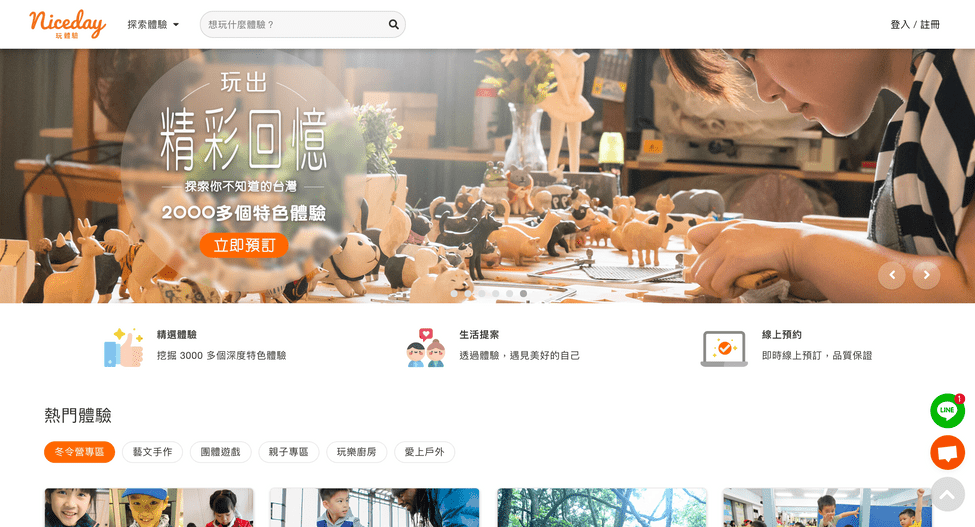 Niceday
玩體驗
探索體驗
想玩什麼體驗？
登入 / 註冊
玩出
精彩回憶
探索你不知道的台灣
2000多個特色體驗
立即預訂
精選體驗
挖掘 3000 多個深度特色體驗
生活提案
透過體驗，遇見美好的自己
線上預約
即時線上預訂，品質保證
熱門體驗
冬令營專區
藝文手作
團體遊戲
親子專區
玩樂廚房
愛上戶外
LINE
1